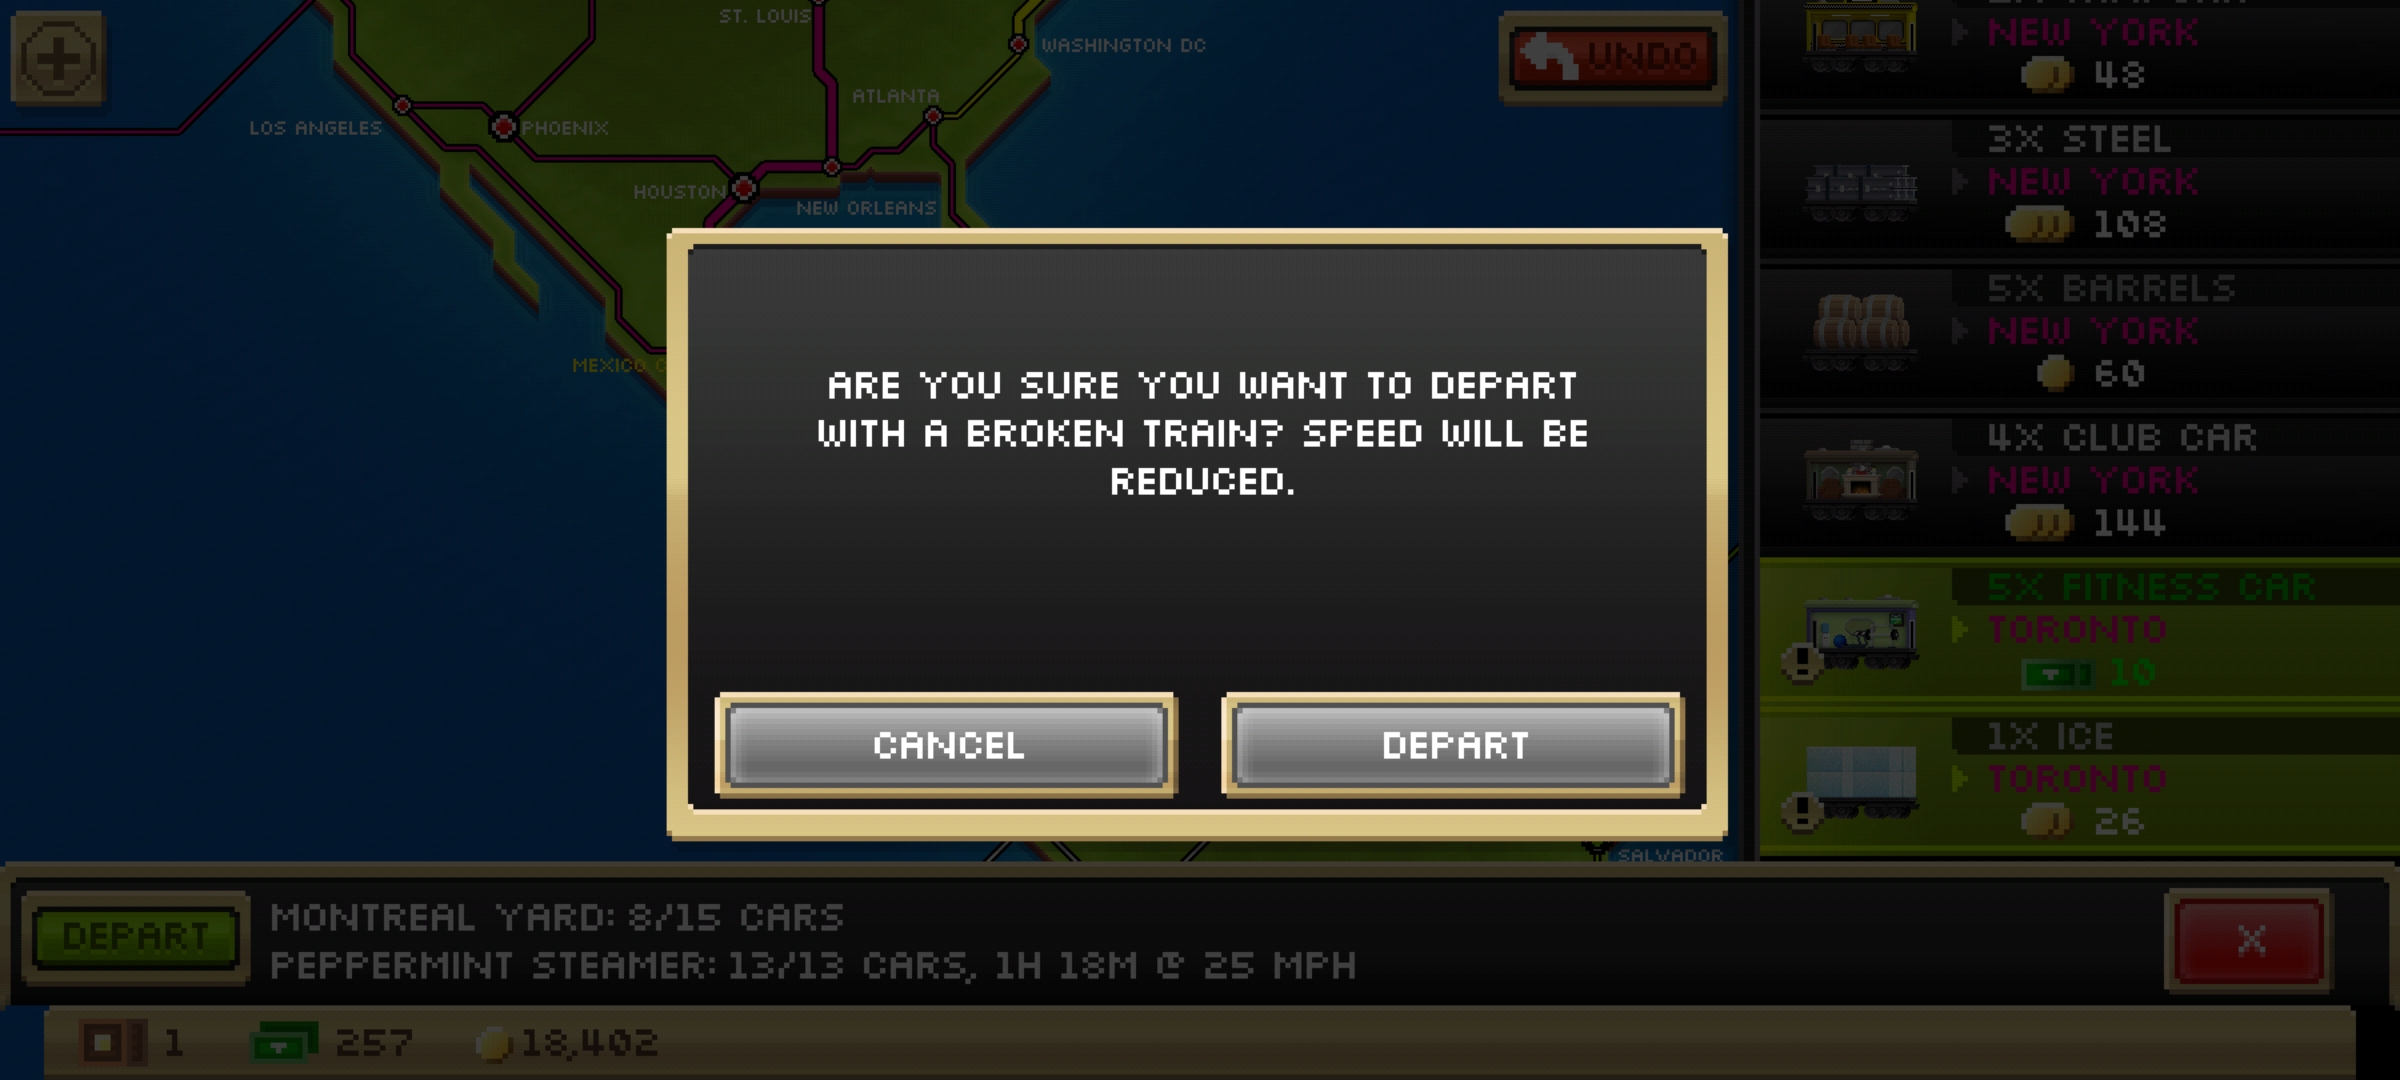 ST. LOUIS
WASHINGTON DC
UNDO
ATLANTA
LOS ANGELES
PHOENIX
HOUSTON
NEW ORLEANS
NEW YORK
48
3X STEEL
NEW YORK
108
5X BARRELS
NEW YORK
60
4X CLUB CAR
NEW YORK
144
5X FITNESS CAR
TORONTO
10
1X ICE
TORONTO
26
MEXICO
ARE YOU SURE YOU WANT TO DEPART
WITH A BROKEN TRAIN? SPEED WILL BE
REDUCED.
CANCEL
DEPART
SALVADOR
DEPART
MONTREAL YARD: 8/15 CARS
PEPPERMINT STEAMER: 13/13 CARS, 1H 18M @ 25 MPH
X
1
257
18,402